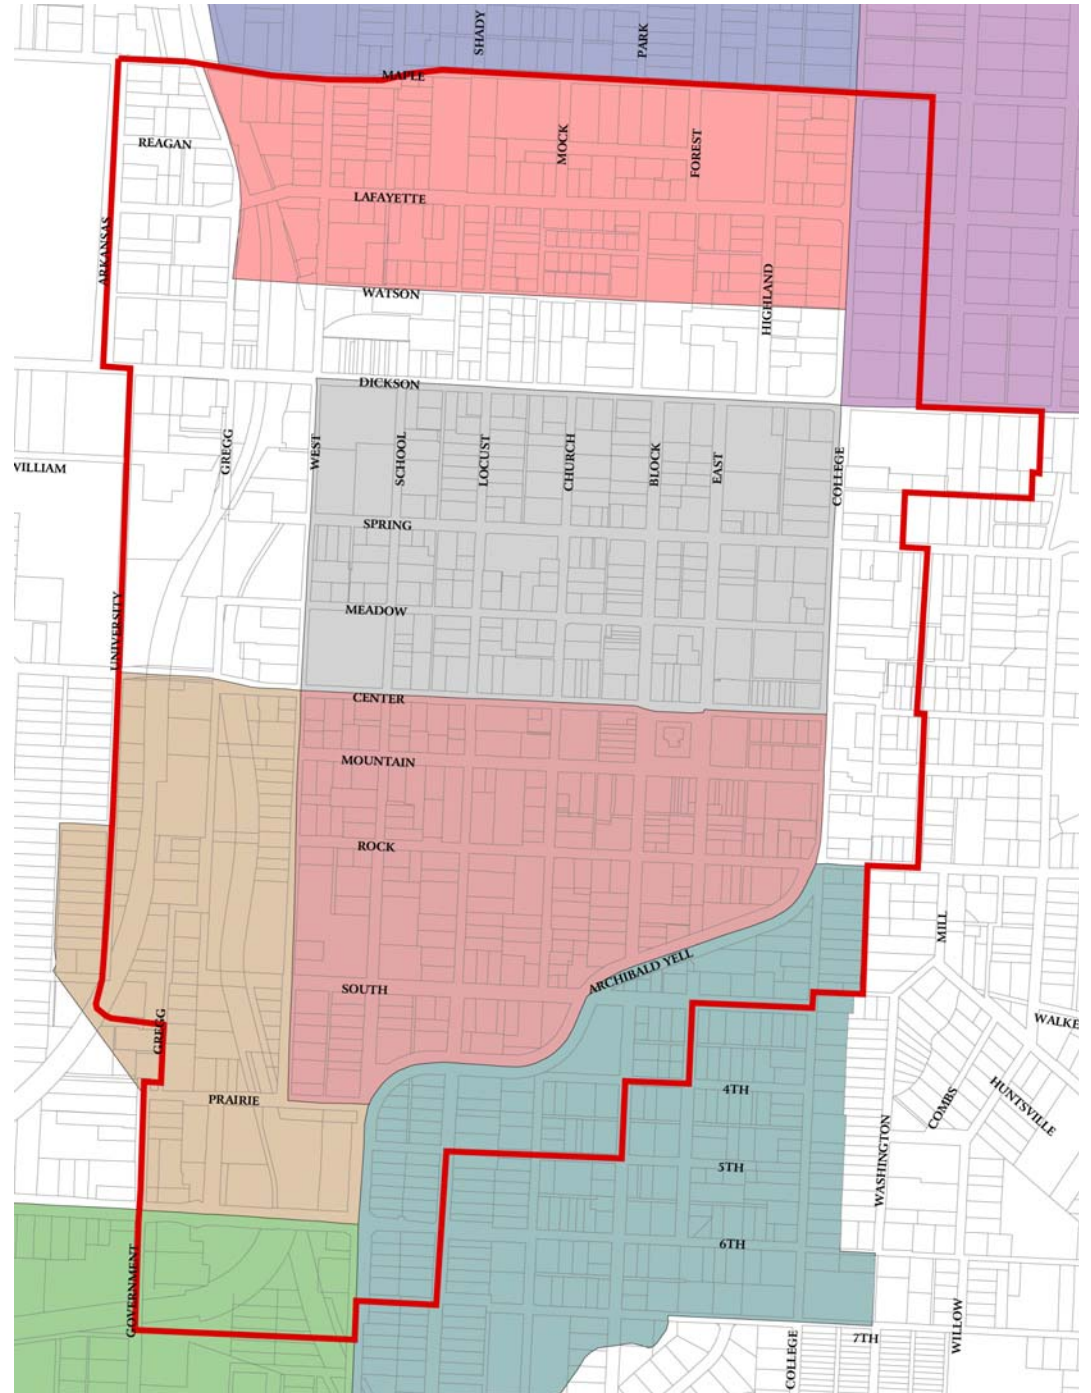 SHADY
PARK
MAPLE
REAGAN
MOCK
FOREST
LAFAYETTE
ARKANSAS
WATSON
HIGHLAND
DICKSON
WILLIAM
GREGG
WEST
SCHOOL
LOCUST
CHURCH
BLOCK
EAST
COLLEGE
SPRING
MEADOW
UNIVERSITY
CENTER
MOUNTAIN
ROCK
MILL
ARCHIBALD YELL
SOUTH
GREGG
WALKE
PRAIRIE
4TH
COMBS
HUNTSVILLE
WASHINGTON
5TH
6TH
GOVERNMENT
7TH
COLLEGE
WILLOW